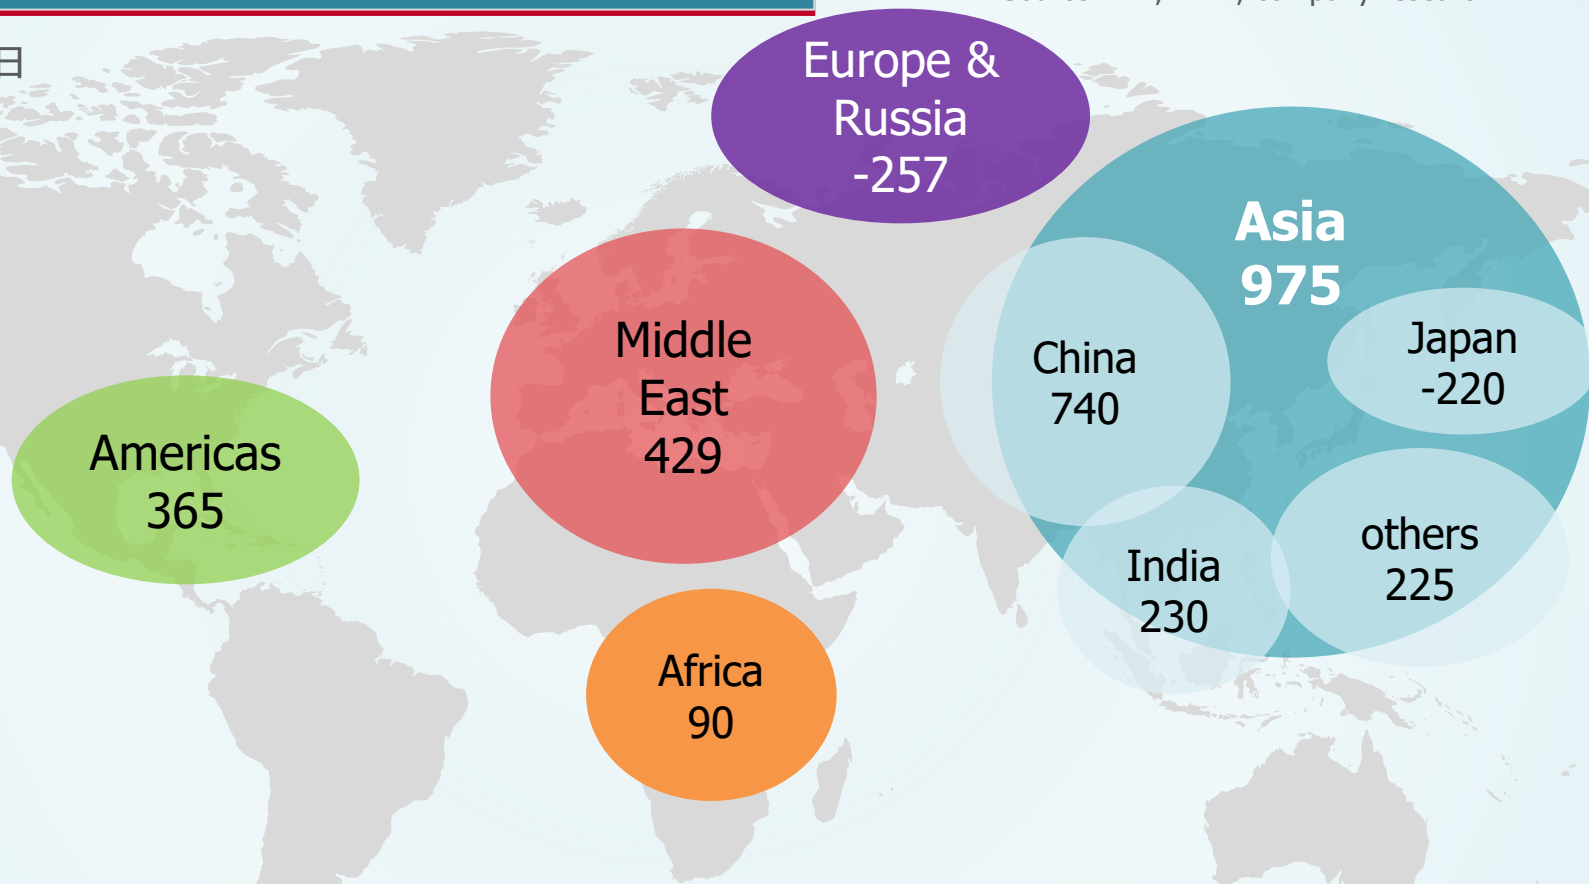 日
Europe &
Russia
-257
Asia
975
Middle
East
429
China
740
Japan
-220
Americas
365
others
225
India
230
Africa
90